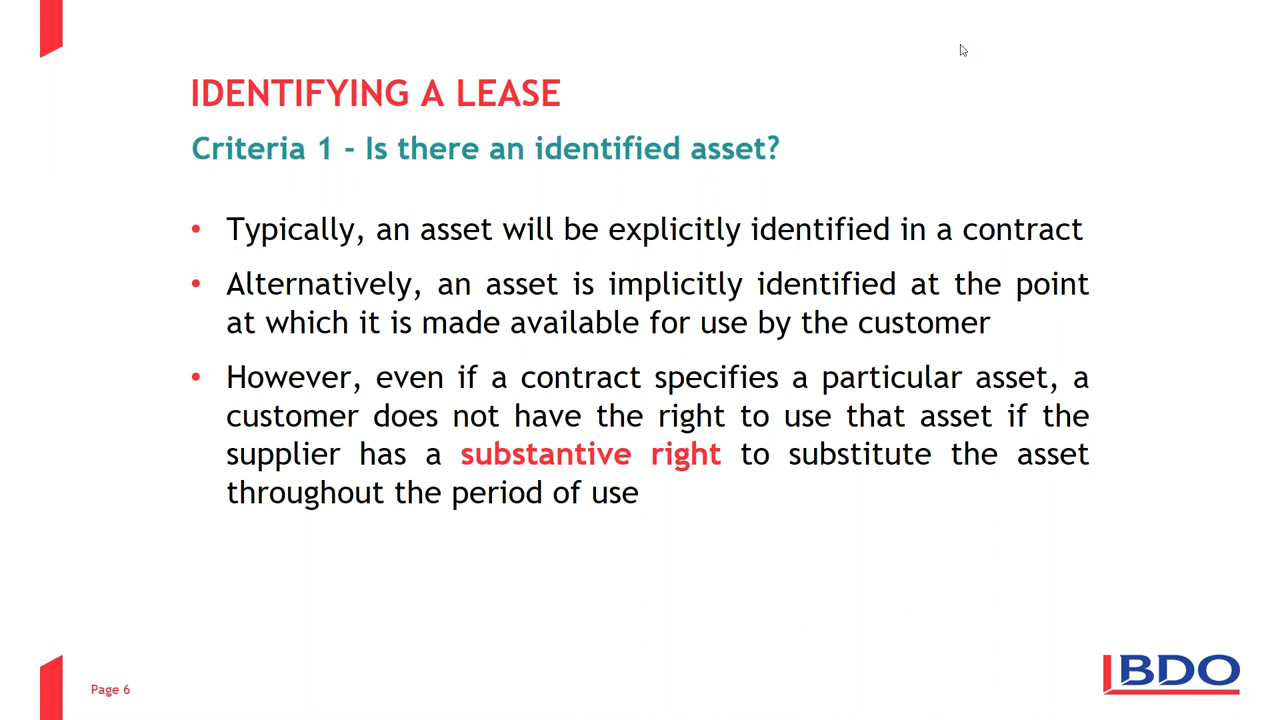 IDENTIFYING A LEASE
Criteria 1 - Is there an identified asset?
• Typically, an asset will be explicitly identified in a contract
• Alternatively, an asset is implicitly identified at the point
at which it is made available for use by the customer
• However, even if a contract specifies a particular asset, a
customer does not have the right to use that asset if the
supplier has a substantive right to substitute the asset
throughout the period of use
Page 6
BDO